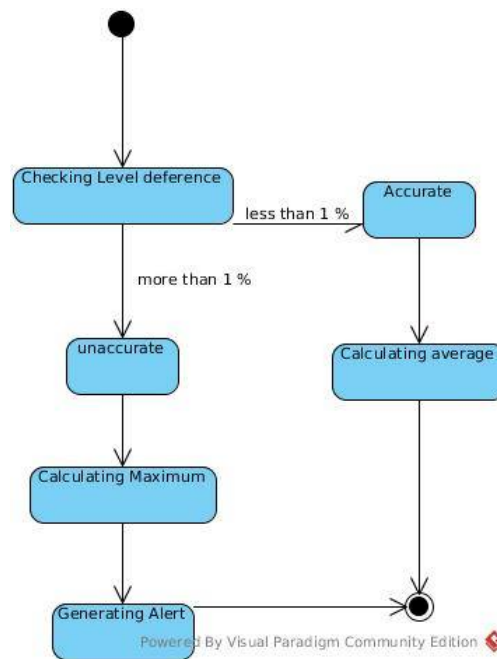 Checking Level deference
Accurate
less than 1 %
more than 1 %
unaccurate
Calculating average
Calculating Maximum
Generating Alert
Powered By Visual Paradigm Community Edition